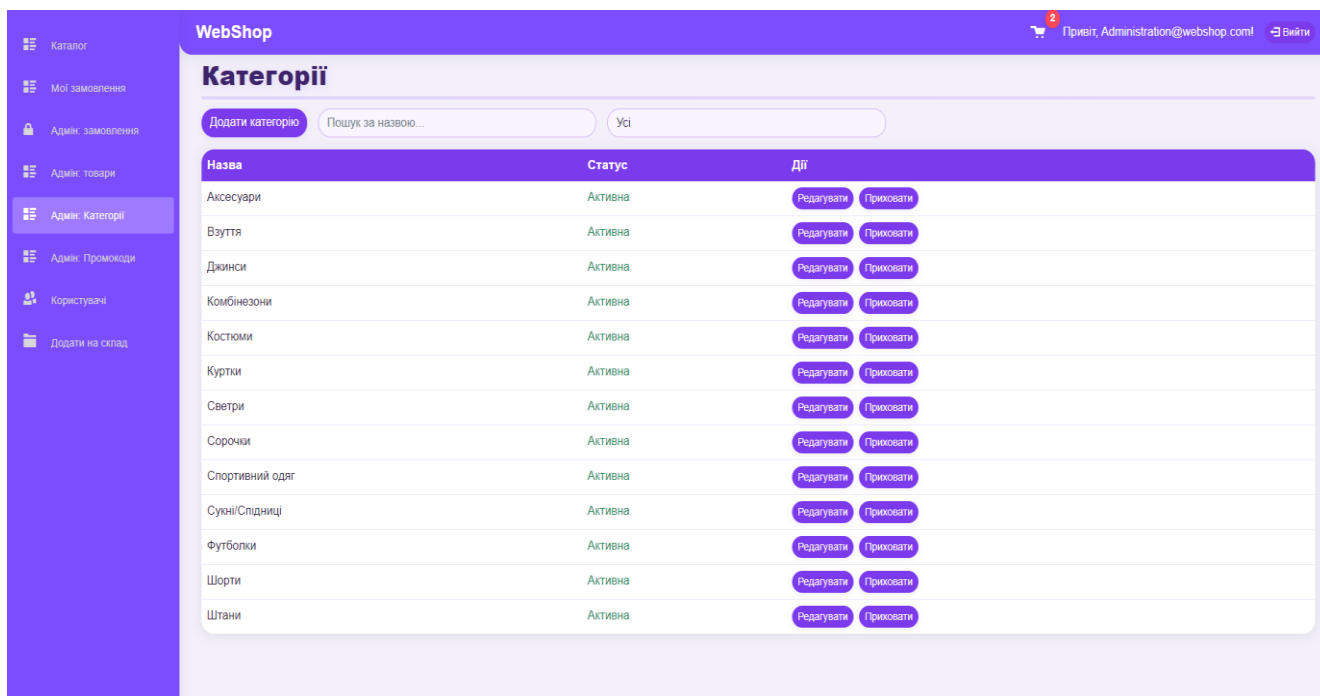 WebShop
2
Привіт, Administration@webshop.com!
Вийти
Каталог
Мої замовлення
Адмін: замовлення
Адмін: товари
Адмін: Категорії
Адмін: Промокоди
Користувачі
Додати на склад
Категорії
Додати категорію Пошук за назвою... Усі
Назва Статус Дії
Аксесуари Активна Редагувати Приховати
Взуття Активна Редагувати Приховати
Джинси Активна Редагувати Приховати
Комбінезони Активна Редагувати Приховати
Костюми Активна Редагувати Приховати
Куртки Активна Редагувати Приховати
Светри Активна Редагувати Приховати
Сорочки Активна Редагувати Приховати
Спортивний одяг Активна Редагувати Приховати
Сукні/Спідниці Активна Редагувати Приховати
Футболки Активна Редагувати Приховати
Шорти Активна Редагувати Приховати
Штани Активна Редагувати Приховати